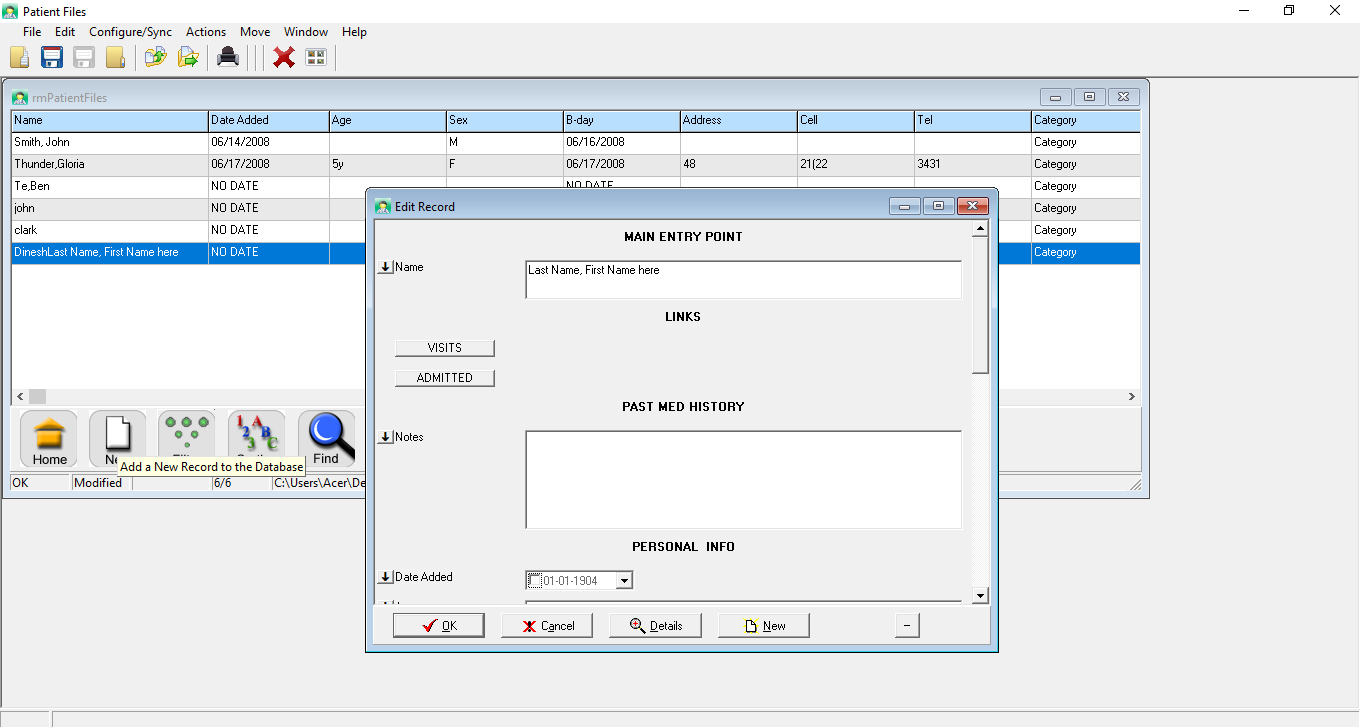 Patient Files
File Edit Configure/Sync Actions Move Window Help
rmPatientFiles
Name Date Added Age Sex B-day Address Cell Tel Category
Smith, John 06/14/2008 M 06/16/2008 Category
Thunder,Gloria 06/17/2008 5y F 06/17/2008 48 21(22 3431 Category
Te,Ben NO DATE NO DATE Category
john NO DATE Category
clark NO DATE Category
DineshLast Name, First Name here NO DATE Category
Edit Record
MAIN ENTRY POINT
Name Last Name, First Name here
LINKS
VISITS
ADMITTED
PAST MED HISTORY
Notes
PERSONAL INFO
Date Added 01-01-1904
OK Cancel Details New −
Home Find
Add a New Record to the Database
OK Modified 6/6 C:\Users\Acer\De